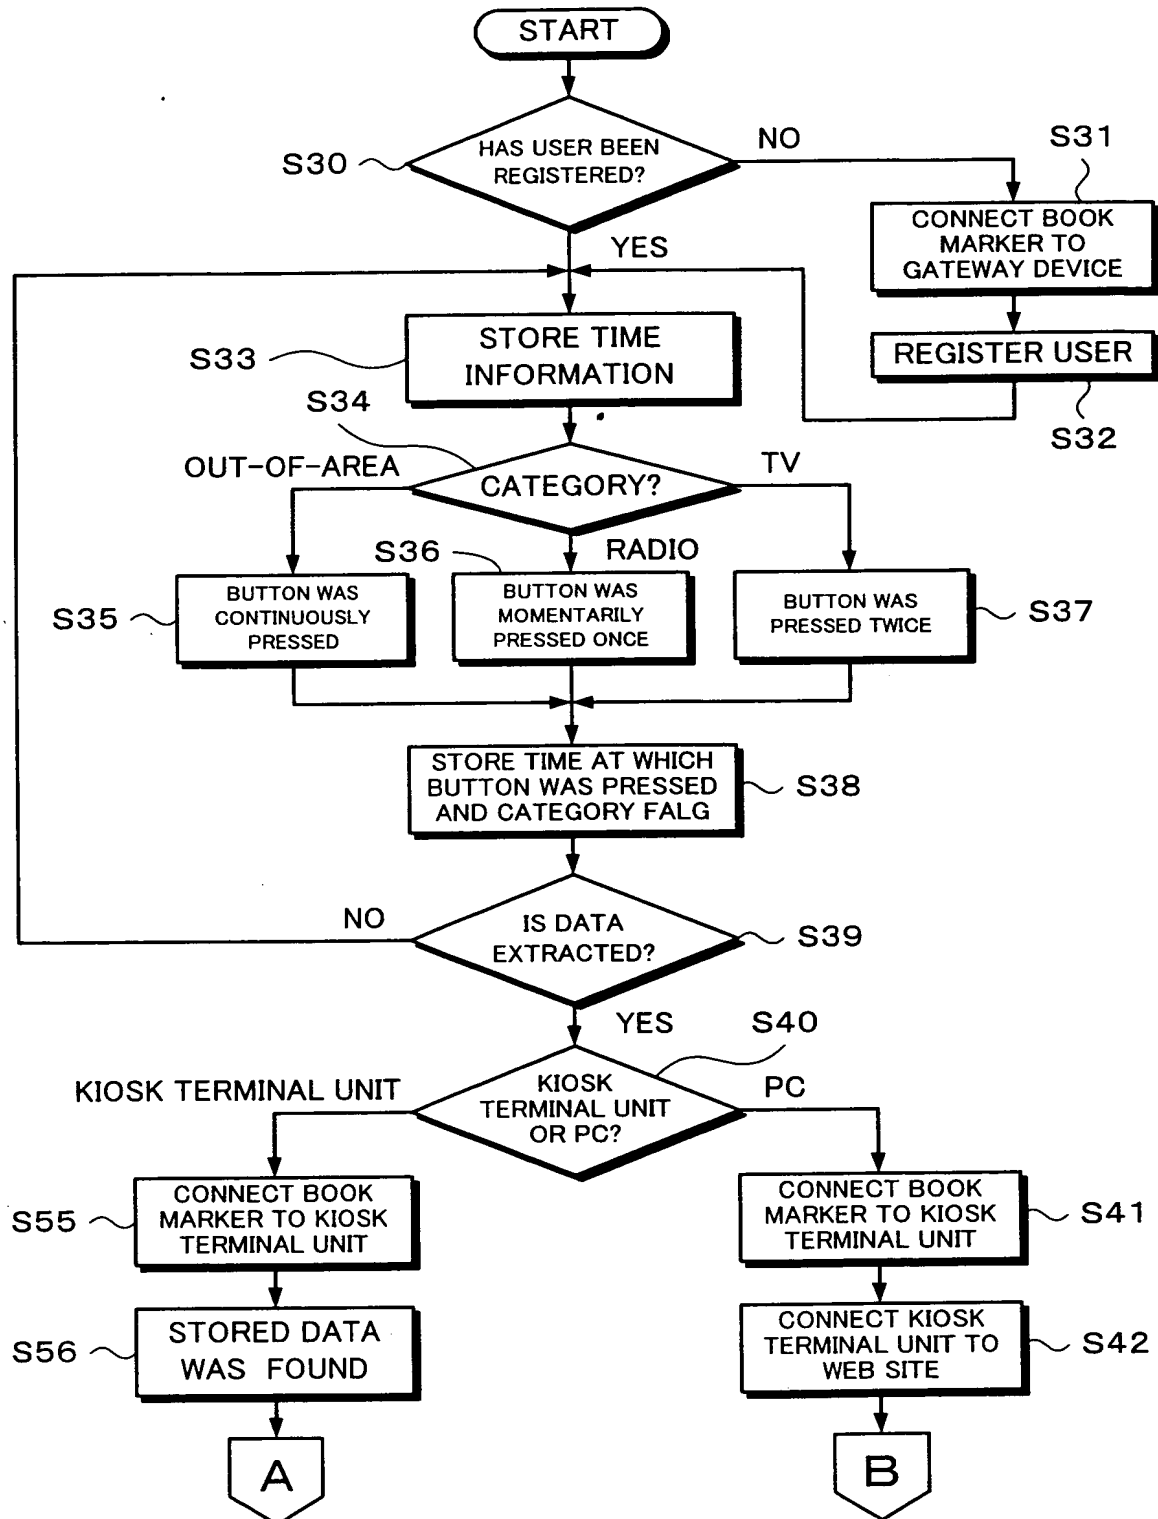 START
S30
HAS USER BEEN
REGISTERED?
NO
S31
CONNECT BOOK
MARKER TO
GATEWAY DEVICE
YES
REGISTER USER
S32
S33
STORE TIME
INFORMATION
S34
OUT-OF-AREA
CATEGORY?
TV
S36
RADIO
S35
BUTTON WAS
CONTINUOUSLY
PRESSED
BUTTON WAS
MOMENTARILY
PRESSED ONCE
BUTTON WAS
PRESSED TWICE
S37
STORE TIME AT WHICH
BUTTON WAS PRESSED
AND CATEGORY FALG
S38
NO
IS DATA
EXTRACTED?
S39
YES
S40
KIOSK TERMINAL UNIT
KIOSK
TERMINAL UNIT
OR PC?
PC
S55
CONNECT BOOK
MARKER TO KIOSK
TERMINAL UNIT
CONNECT BOOK
MARKER TO KIOSK
TERMINAL UNIT
S41
S56
STORED DATA
WAS FOUND
CONNECT KIOSK
TERMINAL UNIT TO
WEB SITE
S42
A
B